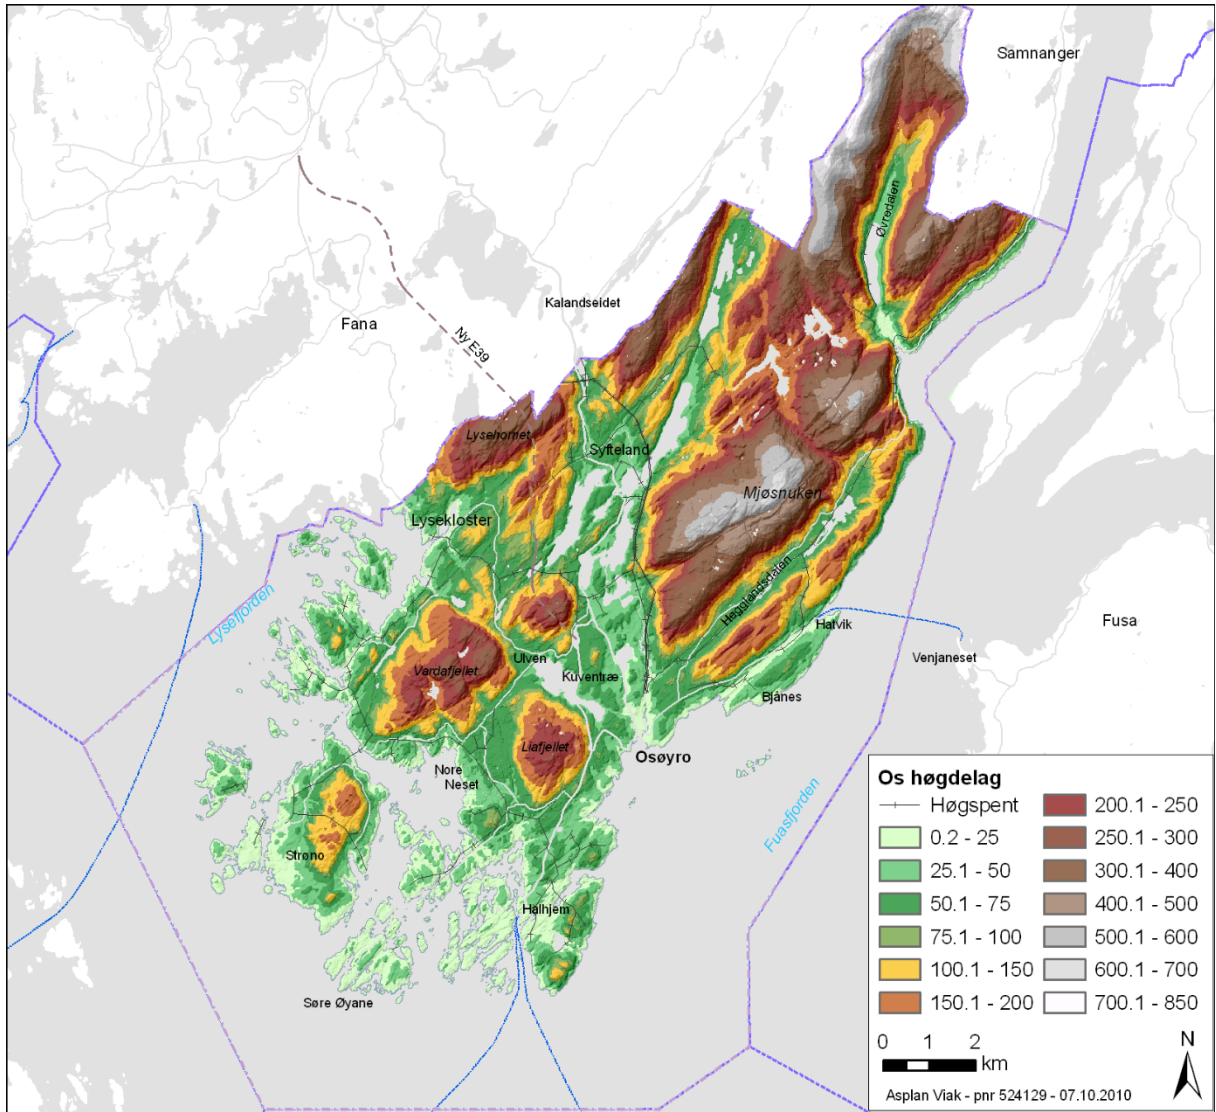 Samnanger
Øvredalen
Kalandseidet
Fana
Ny E39
Lysehornet
Syfteland
Mjøsnuken
Lysekloster
Hegglandsdalen
Lysefjorden
Hatvik
Fusa
Venjaneset
Ulven
Vardafjellet
Kuventræ
Bjånes
Liafjellet
Osøyro
Nore
Neset
Fuasfjorden
Strøno
Halhjem
Søre Øyane
Os høgdelag
Høgspent
0.2 - 25
25.1 - 50
50.1 - 75
75.1 - 100
100.1 - 150
150.1 - 200
200.1 - 250
250.1 - 300
300.1 - 400
400.1 - 500
500.1 - 600
600.1 - 700
700.1 - 850
0 1 2
km
N
Asplan Viak - pnr 524129 - 07.10.2010